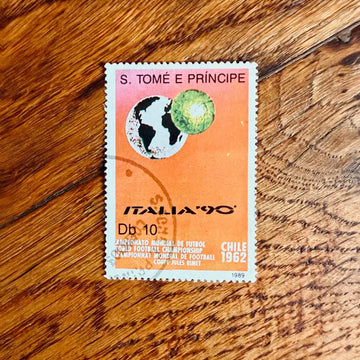 S. TOMÉ E PRÍNCIPE
ITALIA'90'
Db 10
CAMPEONATO MUNDIAL DE FUTBOL
WORLD FOOTBALL CHAMPIONSHIP
CHAMPIONNAT MONDIAL DE FOOTBALL
COUPE JULES RIMET
CHILE
1962
1989